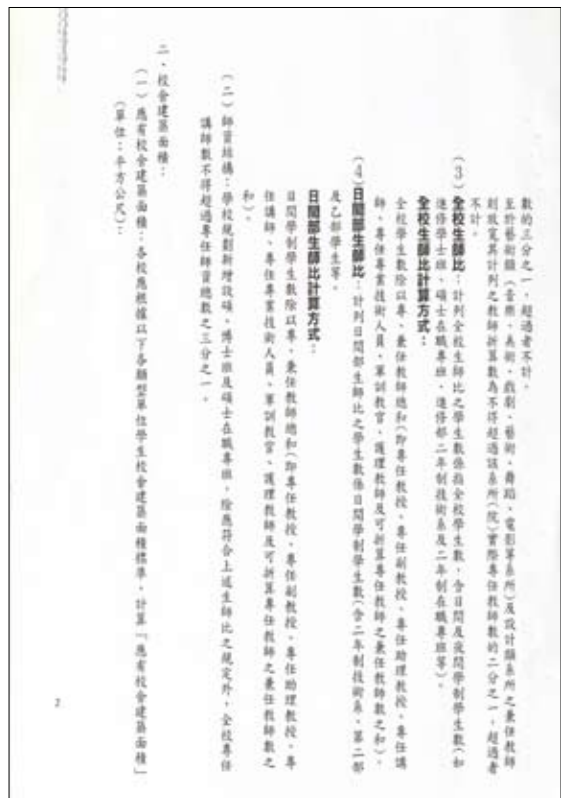 數的三分之一，超過者不計。
至於藝術類（音樂、美術、戲劇、藝術、舞蹈、電影等系所）及設計類系所之兼任教師
則放寬其計列之教師折算數為不得超過該系所（院）實際專任教師數的二分之一，超過者
不計。
（3）全校生師比：計列全校生師比之學生數係指全校學生數，含日間及夜間學制學生數（如
進修學士班、碩士在職專班、進修部二年制技術系及二年制在職專班等）。
全校生師比計算方式：
全校學生數除以專、兼任教師總和（即專任教授、專任副教授、專任助理教授、專任講
師、專任專業技術人員、軍訓教官、護理教師及可折算專任教師之兼任教師數之和）。
（4）日間部生師比：計列日間部生師比之學生數係日間學制學生數（含二年制技術系、第二部
及乙部學生等。
日間部生師比計算方式：
日間學制學生數除以專、兼任教師總和（即專任教授、專任副教授、專任助理教授、專
任講師、專任專業技術人員、軍訓教官、護理教師及可折算專任教師之兼任教師數之
和）。
（二）師資結構：學校規劃新增設碩、博士班及碩士在職專班，除應符合上述生師比之規定外，全校專任
講師數不得超過專任師資總數之三分之一。
二、校舍建築面積：
（一）應有校舍建築面積：各校應根據以下各類型單位學生校舍建築面積標準，計算「應有校舍建築面積」
（單位：平方公尺）：
2